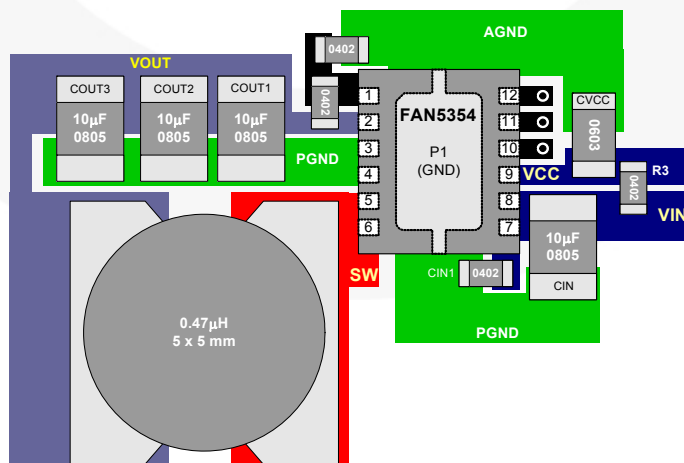 AGND
0402
VOUT
COUT3
COUT2
COUT1
10µF
0805
10µF
0805
10µF
0805
0402
1
2
3
4
5
6
FAN5354
P1
(GND)
12
11
10
9
8
7
CVCC
0603
PGND
VCC
R3
0402
VIN
10µF
0805
CIN
SW
CIN1
0402
PGND
0.47µH
5 x 5 mm